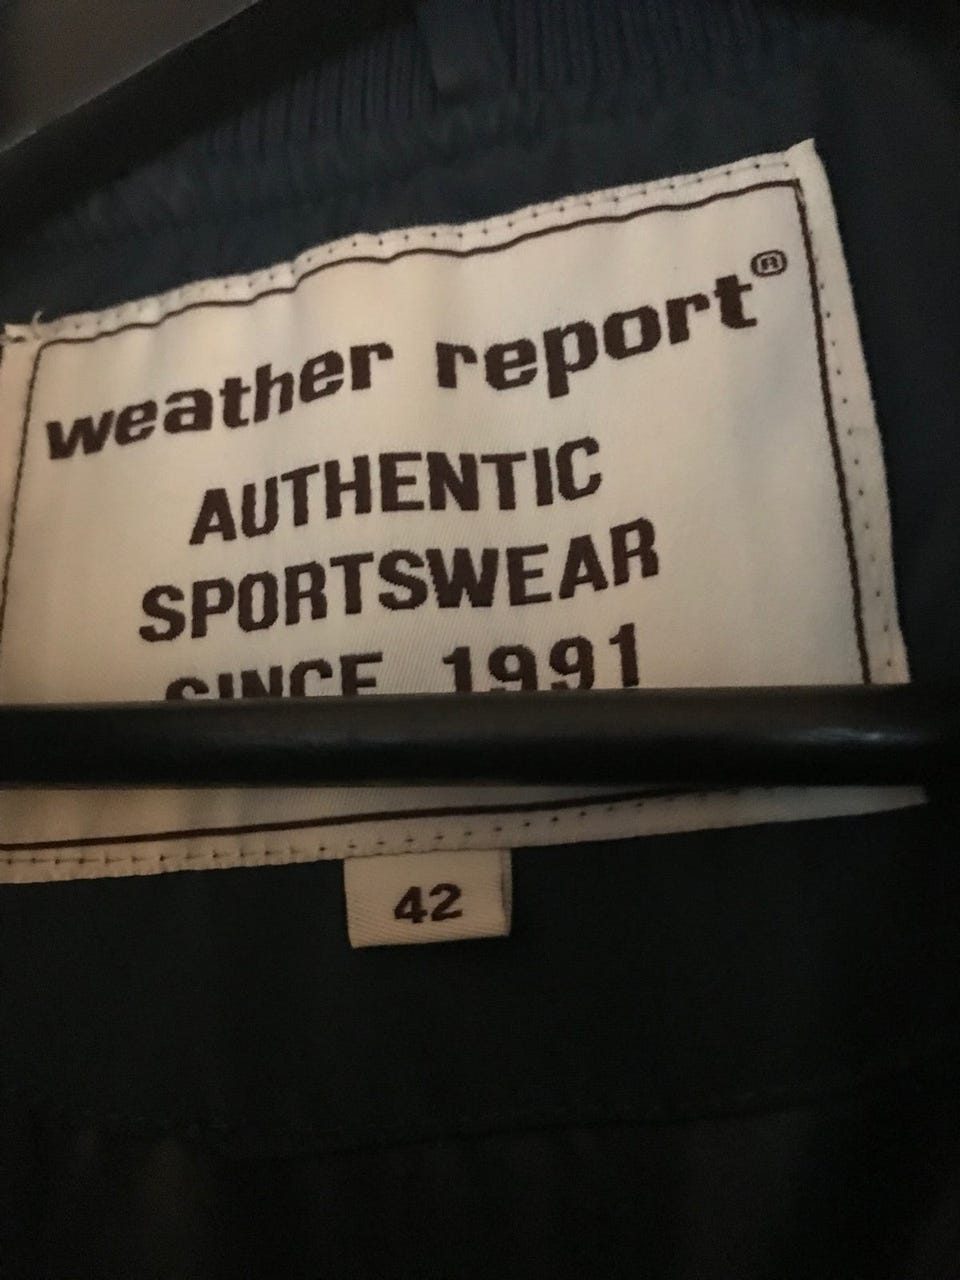 weather report®
AUTHENTIC
SPORTSWEAR
SINCE 1991
42